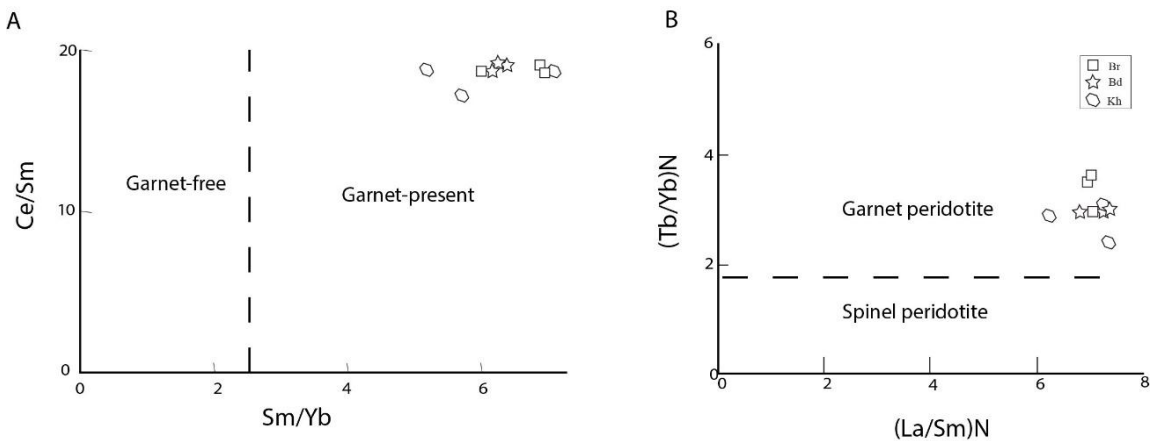 A
20
10
0
Ce/Sm
Garnet-free
Garnet-present
0
2
4
6
Sm/Yb
B
6
4
2
0
(Tb/Yb)N
Br
Bd
Kh
Garnet peridotite
Spinel peridotite
0
2
4
6
8
(La/Sm)N